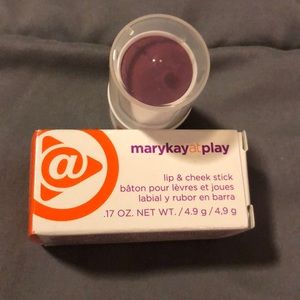 @
marykayatplay
lip & cheek stick
bâton pour lèvres et joues
labial y rubor en barra
.17 OZ. NET WT. / 4.9 g / 4,9 g